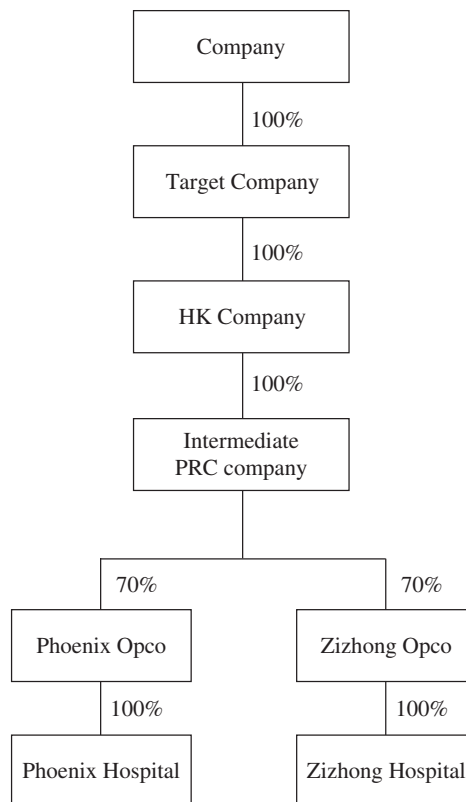 Company
100%
Target Company
100%
HK Company
100%
Intermediate
PRC company
70%
70%
Phoenix Opco
Zizhong Opco
100%
100%
Phoenix Hospital
Zizhong Hospital